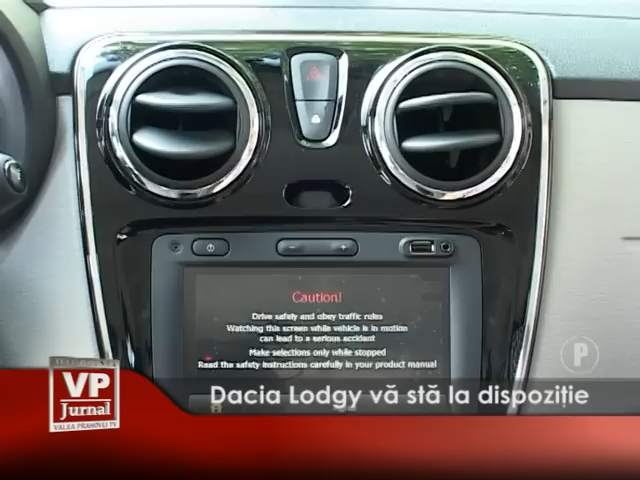 Caution!
Drive safely and obey traffic rules
Watching this screen while vehicle is in motion
can lead to a serious accident
Make selections only while stopped
Read the safety instructions carefully in your product manual
P
VP
Jurnal
VALEA PRAHOVEI TV
Dacia Lodgy vă stă la dispoziție